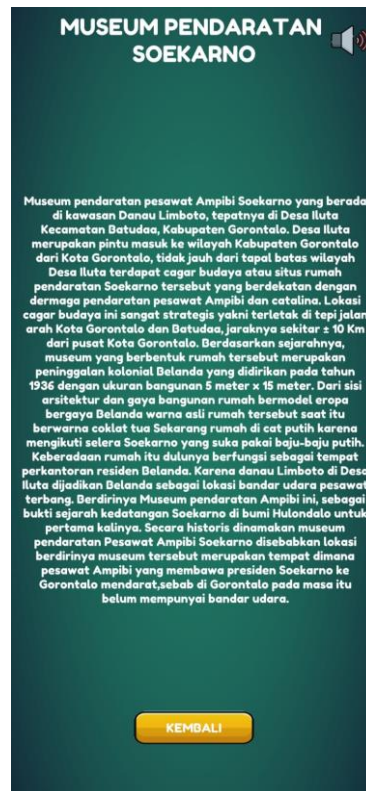 MUSEUM PENDARATAN
SOEKARNO
Museum pendaratan pesawat Ampibi Soekarno yang berada
di kawasan Danau Limboto, tepatnya di Desa Iluta
Kecamatan Batudaa, Kabupaten Gorontalo. Desa Iluta
merupakan pintu masuk ke wilayah Kabupaten Gorontalo
dari Kota Gorontalo, tidak jauh dari tapal batas wilayah
Desa Iluta terdapat cagar budaya atau situs rumah
pendaratan Soekarno tersebut yang berdekatan dengan
dermaga pendaratan pesawat Ampibi dan catalina. Lokasi
cagar budaya ini sangat strategis yakni terletak di tepi jalan
arah Kota Gorontalo dan Batudaa, jaraknya sekitar ± 10 Km
dari pusat Kota Gorontalo. Berdasarkan sejarahnya,
museum yang berbentuk rumah tersebut merupakan
peninggalan kolonial Belanda yang didirikan pada tahun
1936 dengan ukuran bangunan 5 meter x 15 meter. Dari sisi
arsitektur dan gaya bangunan rumah bermodel eropa
bergaya Belanda warna asli rumah tersebut saat itu
berwarna coklat tua Sekarang rumah di cat putih karena
mengikuti selera Soekarno yang suka pakai baju-baju putih.
Keberadaan rumah itu dulunya berfungsi sebagai tempat
perkantoran residen Belanda. Karena danau Limboto di Desa
Iluta dijadikan Belanda sebagai lokasi bandar udara pesawat
terbang. Berdirinya Museum pendaratan Ampibi ini, sebagai
bukti sejarah kedatangan Soekarno di bumi Hulondalo untuk
pertama kalinya. Secara historis dinamakan museum
pendaratan Pesawat Ampibi Soekarno disebabkan lokasi
berdirinya museum tersebut merupakan tempat dimana
pesawat Ampibi yang membawa presiden Soekarno ke
Gorontalo mendarat,sebab di Gorontalo pada masa itu
belum mempunyai bandar udara.
KEMBALI